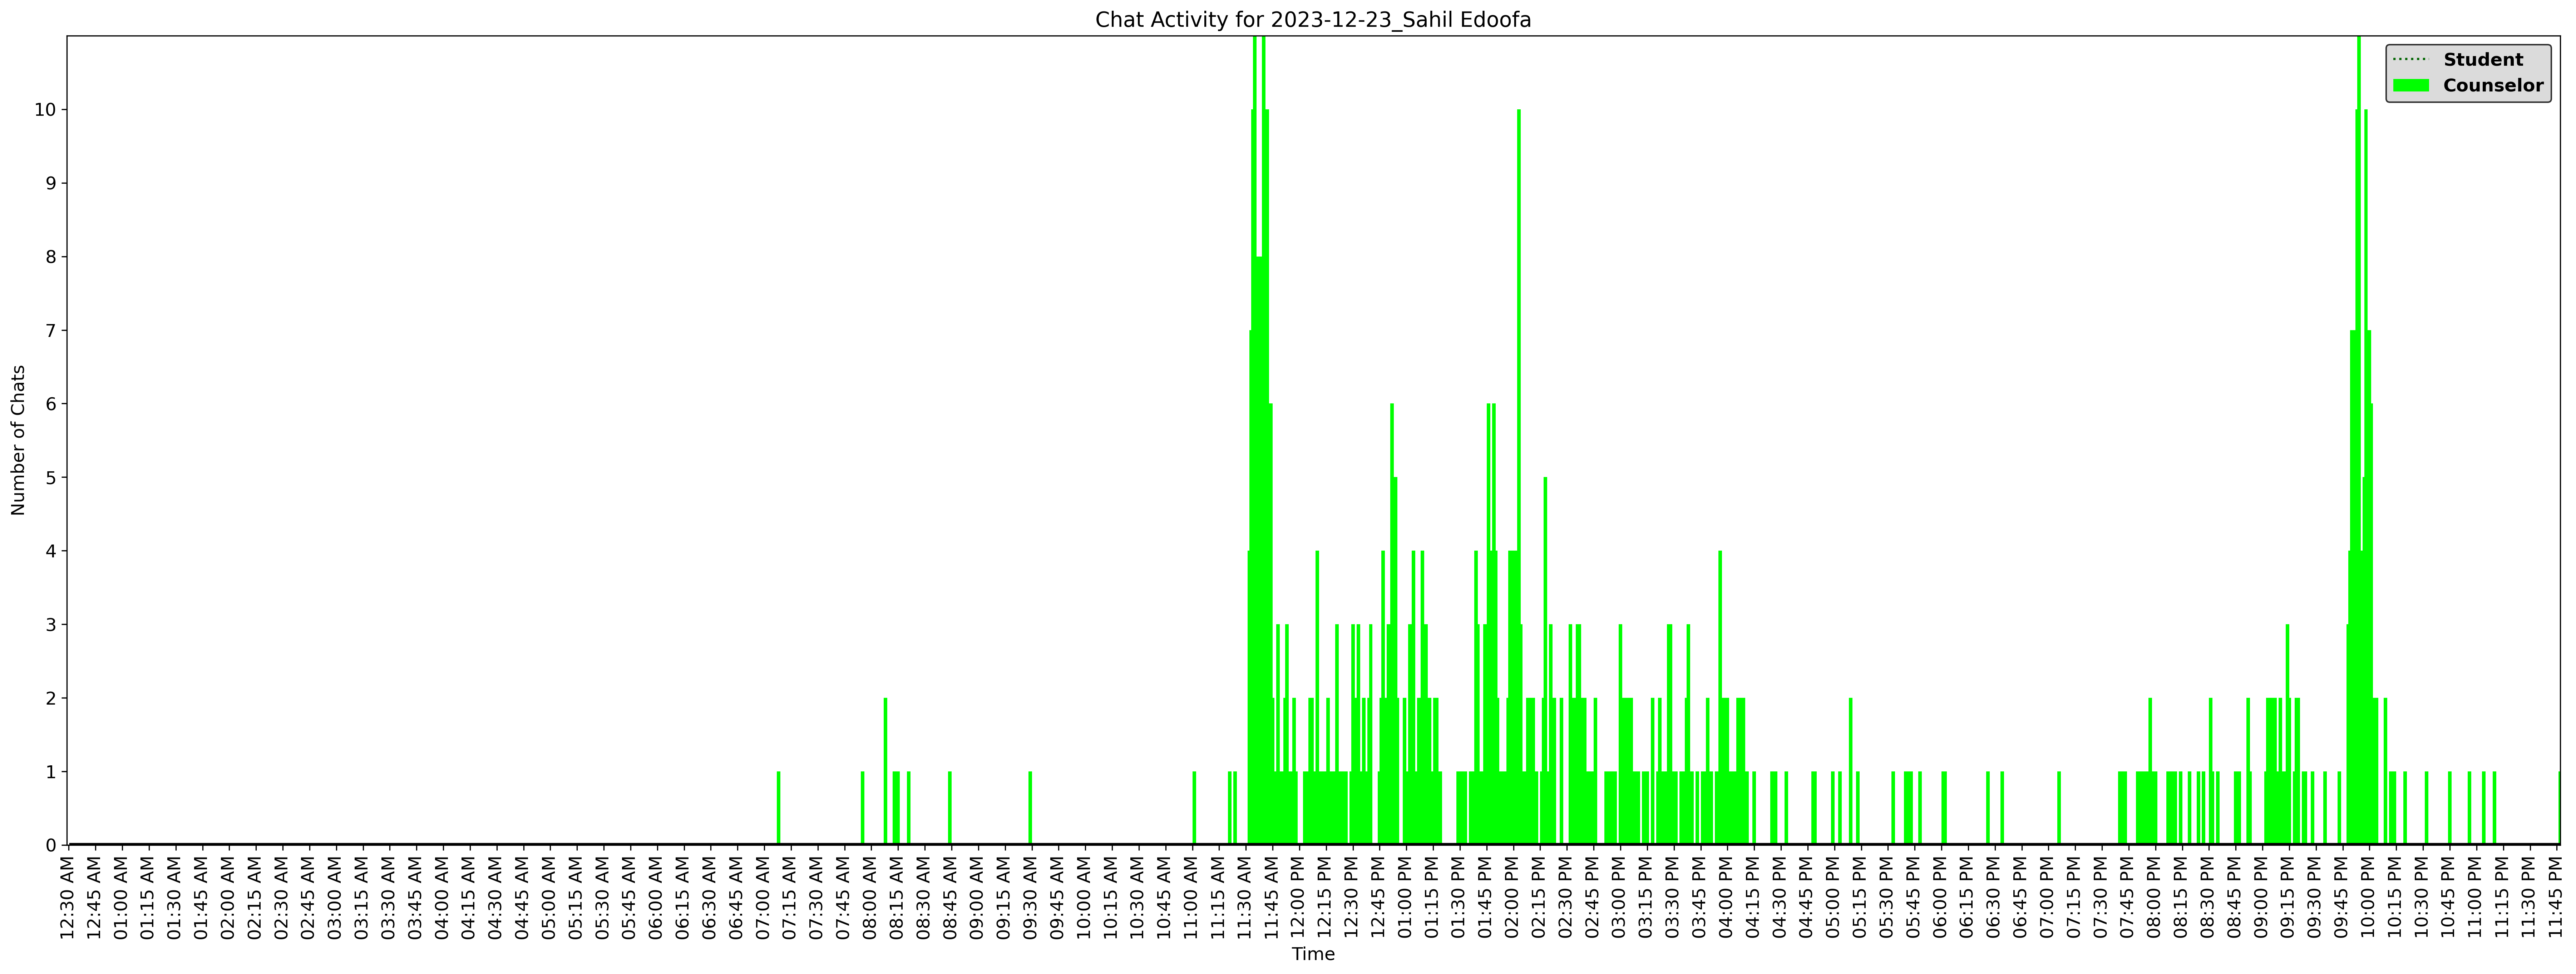 Chat Activity for 2023-12-23_Sahil Edoofa
Student
Counselor
Number of Chats
10
9
8
7
6
5
4
3
2
1
0
12:30 AM
12:45 AM
01:00 AM
01:15 AM
01:30 AM
01:45 AM
02:00 AM
02:15 AM
02:30 AM
02:45 AM
03:00 AM
03:15 AM
03:30 AM
03:45 AM
04:00 AM
04:15 AM
04:30 AM
04:45 AM
05:00 AM
05:15 AM
05:30 AM
05:45 AM
06:00 AM
06:15 AM
06:30 AM
06:45 AM
07:00 AM
07:15 AM
07:30 AM
07:45 AM
08:00 AM
08:15 AM
08:30 AM
08:45 AM
09:00 AM
09:15 AM
09:30 AM
09:45 AM
10:00 AM
10:15 AM
10:30 AM
10:45 AM
11:00 AM
11:15 AM
11:30 AM
11:45 AM
12:00 PM
12:15 PM
12:30 PM
12:45 PM
01:00 PM
01:15 PM
01:30 PM
01:45 PM
02:00 PM
02:15 PM
02:30 PM
02:45 PM
03:00 PM
03:15 PM
03:30 PM
03:45 PM
04:00 PM
04:15 PM
04:30 PM
04:45 PM
05:00 PM
05:15 PM
05:30 PM
05:45 PM
06:00 PM
06:15 PM
06:30 PM
06:45 PM
07:00 PM
07:15 PM
07:30 PM
07:45 PM
08:00 PM
08:15 PM
08:30 PM
08:45 PM
09:00 PM
09:15 PM
09:30 PM
09:45 PM
10:00 PM
10:15 PM
10:30 PM
10:45 PM
11:00 PM
11:15 PM
11:30 PM
11:45 PM
Time